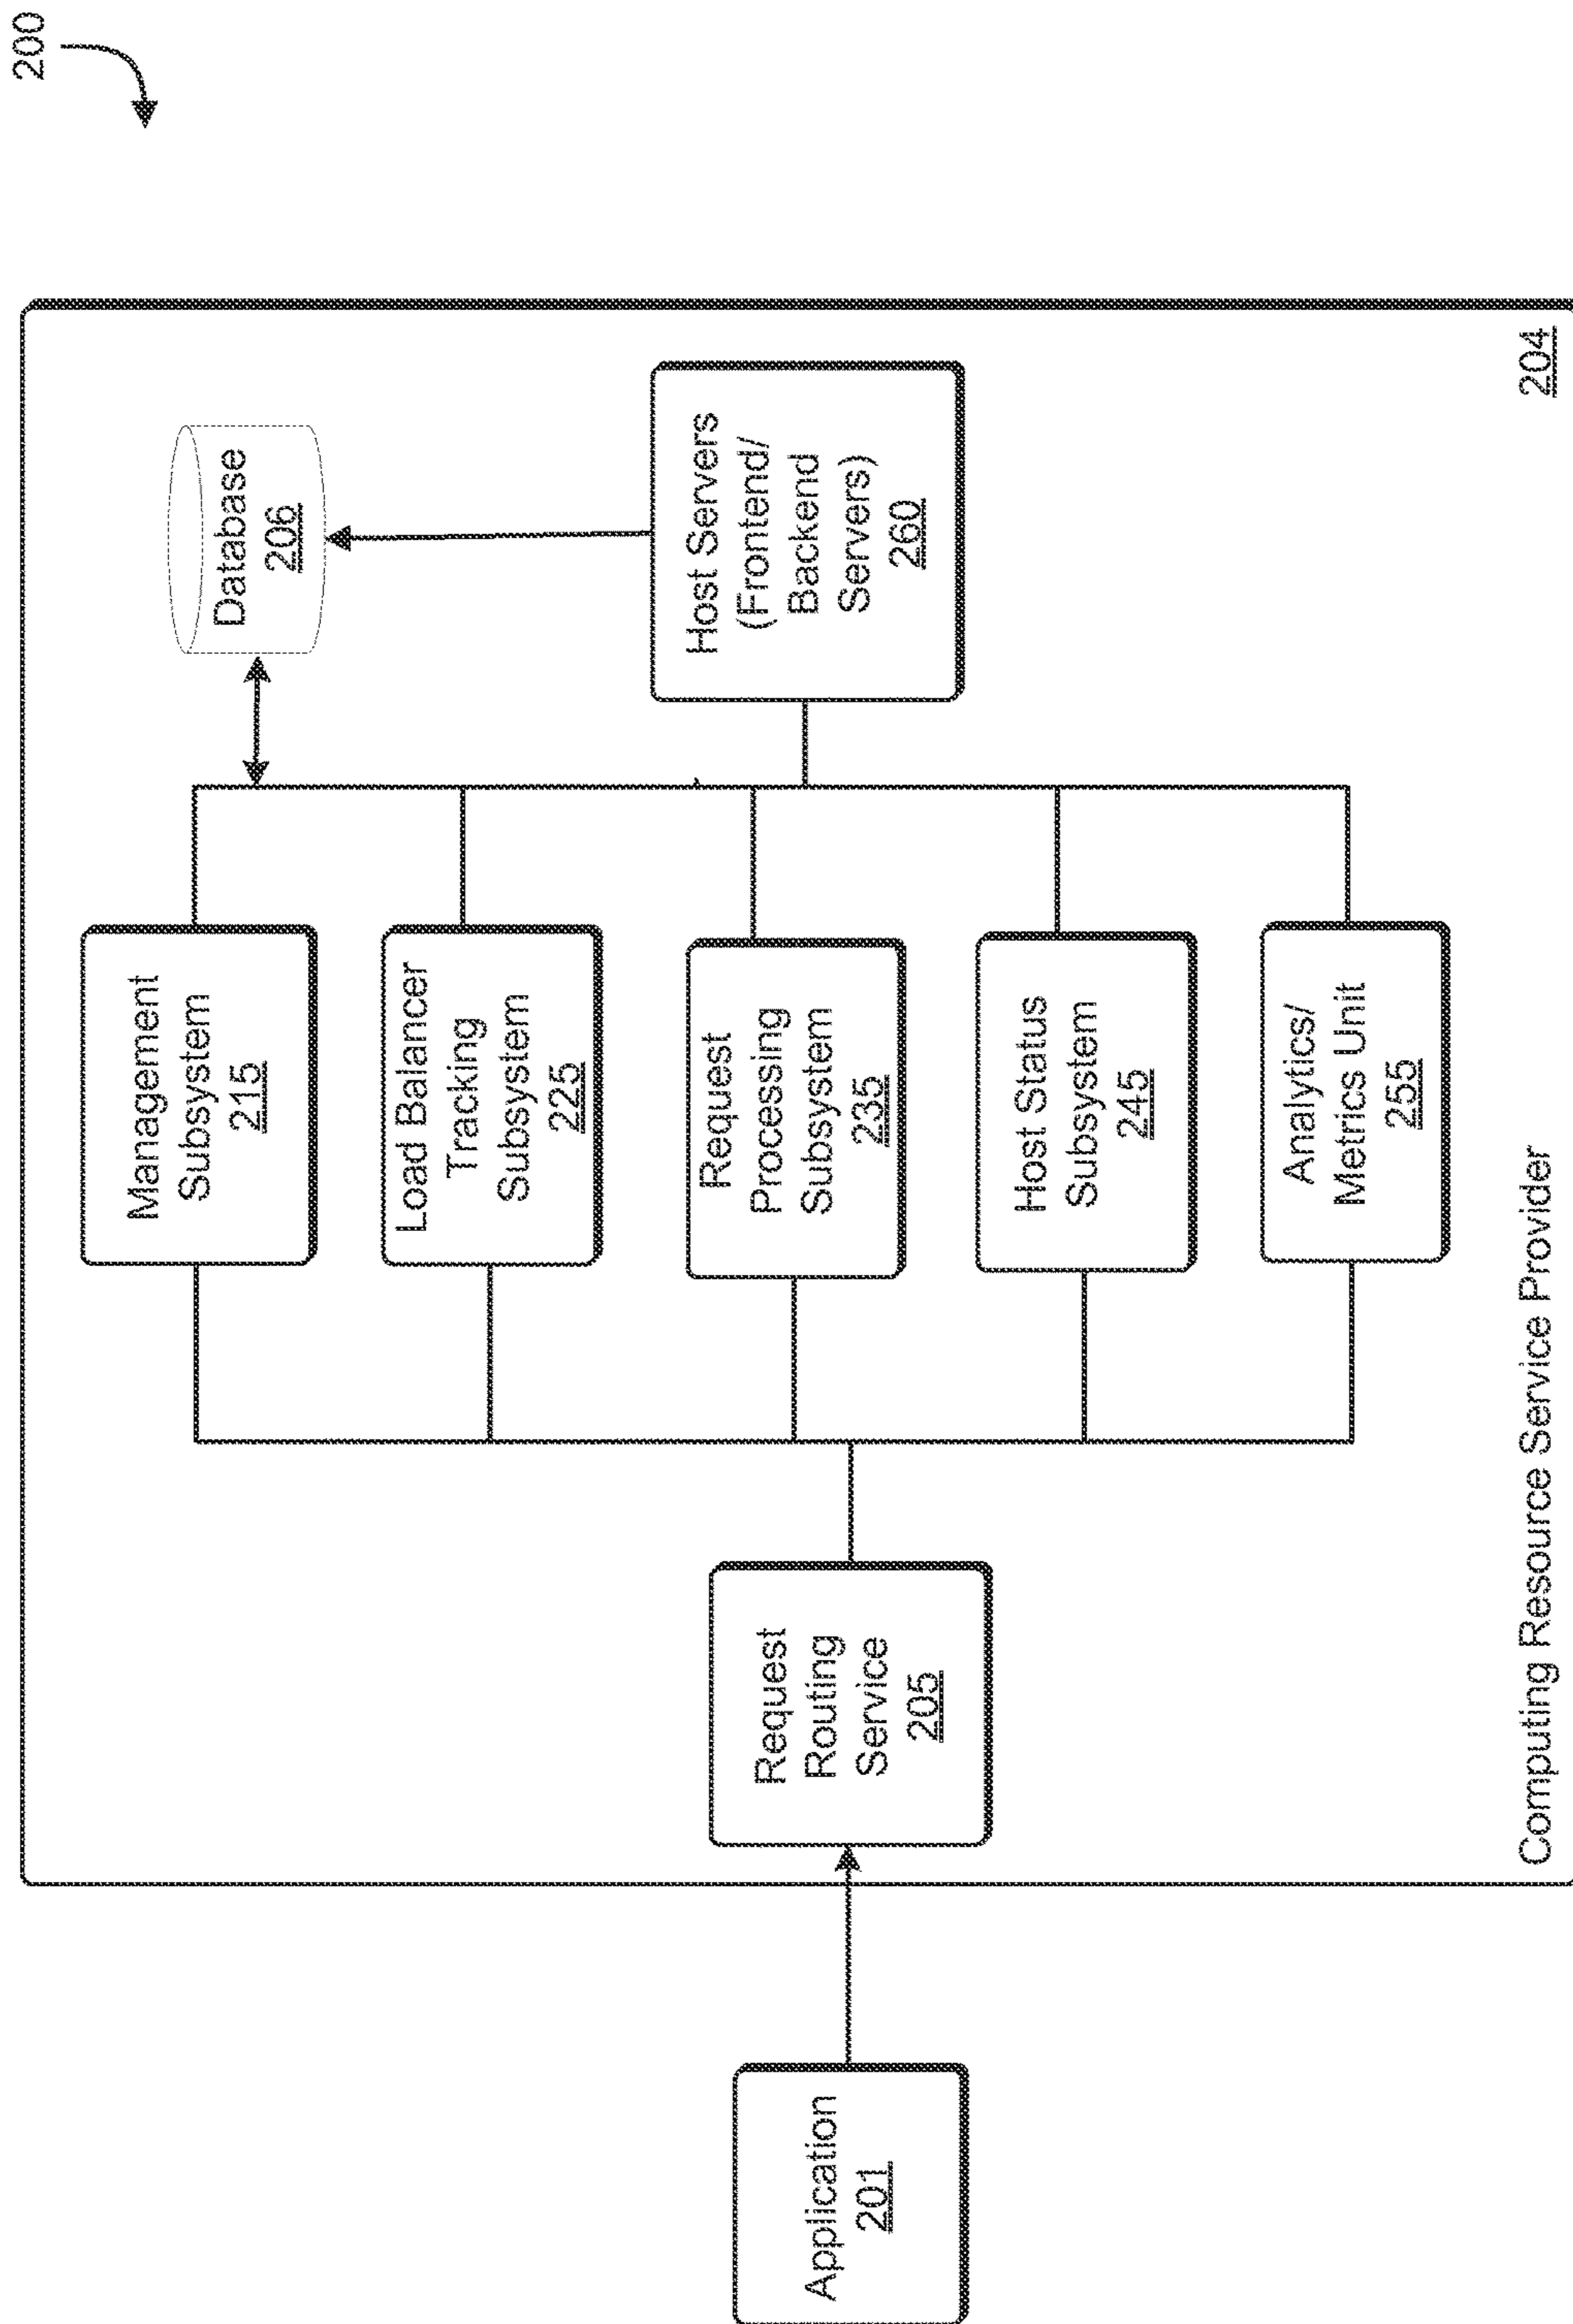 200
Application
201
Request
Routing
Service
205
Management
Subsystem
215
Load Balancer
Tracking
Subsystem
225
Request
Processing
Subsystem
235
Host Status
Subsystem
245
Analytics/
Metrics Unit
255
Database
206
Host Servers
(Frontend/
Backend
Servers)
260
Computing Resource Service Provider
204